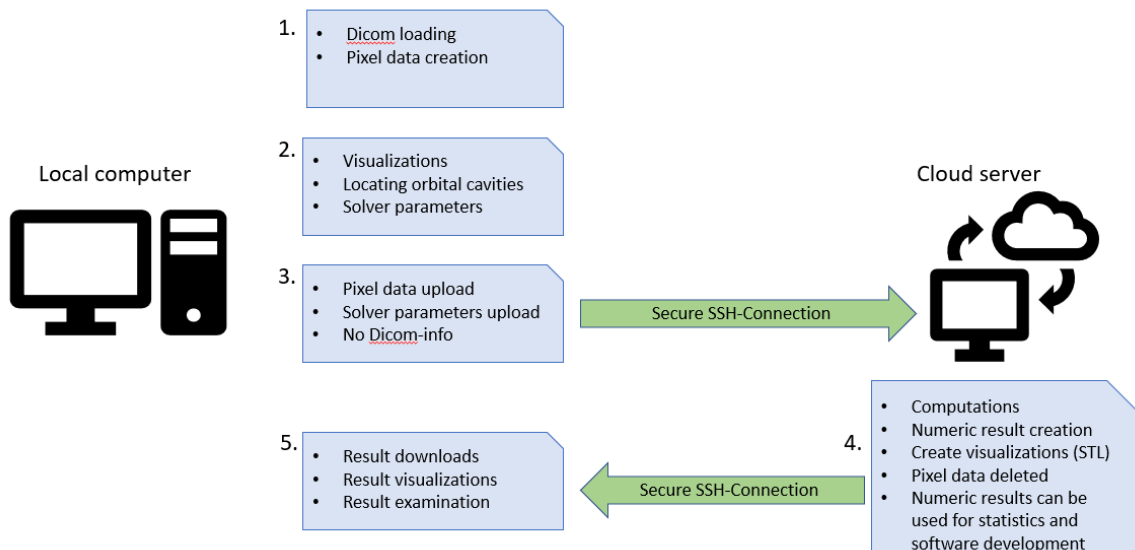 1.
• Dicom loading
• Pixel data creation
2.
• Visualizations
• Locating orbital cavities
• Solver parameters
Local computer
Cloud server
3.
• Pixel data upload
• Solver parameters upload
• No Dicom-info
Secure SSH-Connection
4.
• Computations
• Numeric result creation
• Create visualizations (STL)
• Pixel data deleted
• Numeric results can be
used for statistics and
software development
Secure SSH-Connection
5.
• Result downloads
• Result visualizations
• Result examination